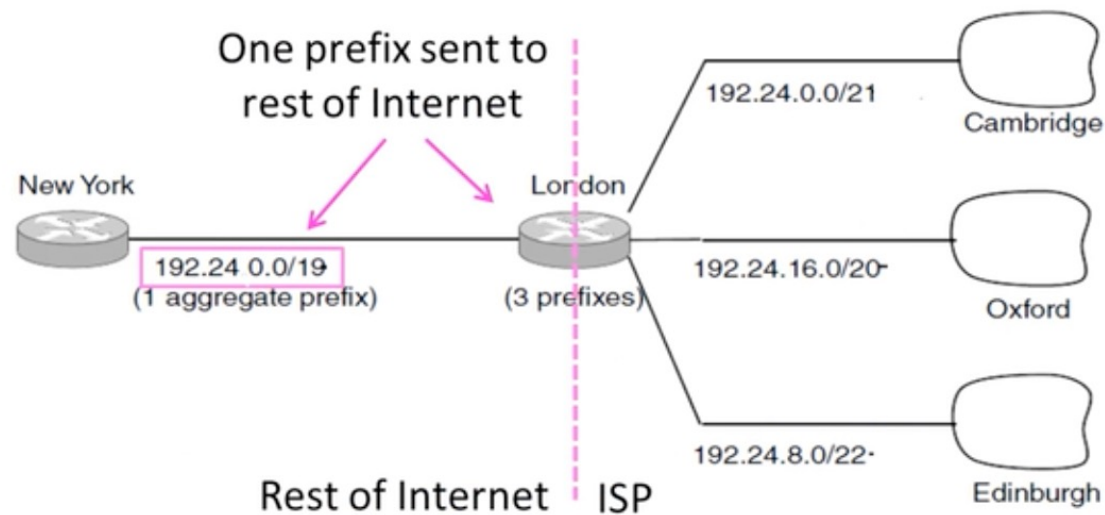 One prefix sent to
rest of Internet
192.24.0.0/21
Cambridge
New York
London
192.24 0.0/19
(1 aggregate prefix)
(3 prefixes)
192.24.16.0/20
Oxford
192.24.8.0/22
Edinburgh
Rest of Internet
ISP